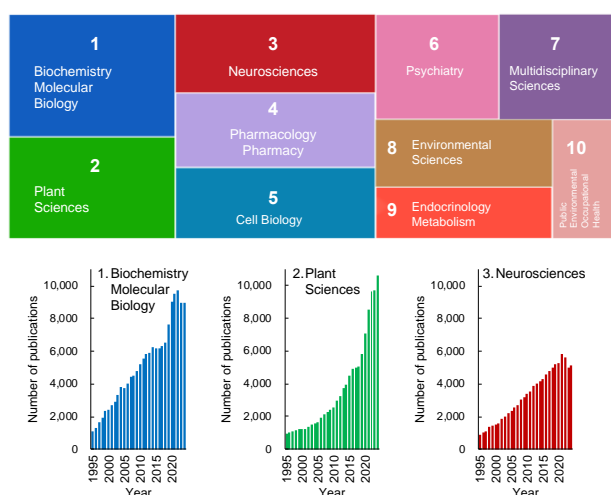 1
Biochemistry
Molecular
Biology
2
Plant
Sciences
3
Neurosciences
4
Pharmacology
Pharmacy
5
Cell Biology
6
Psychiatry
7
Multidisciplinary
Sciences
8
Environmental
Sciences
9
Endocrinology
Metabolism
10
Public
Environmental
Occupational
Health
1. Biochemistry
Molecular
Biology
Number of publications
10,000
8,000
6,000
4,000
2,000
0
1995
2000
2005
2010
2015
2020
Year
2. Plant
Sciences
Number of publications
10,000
8,000
6,000
4,000
2,000
0
1995
2000
2005
2010
2015
2020
Year
3. Neurosciences
Number of publications
10,000
8,000
6,000
4,000
2,000
0
1995
2000
2005
2010
2015
2020
Year